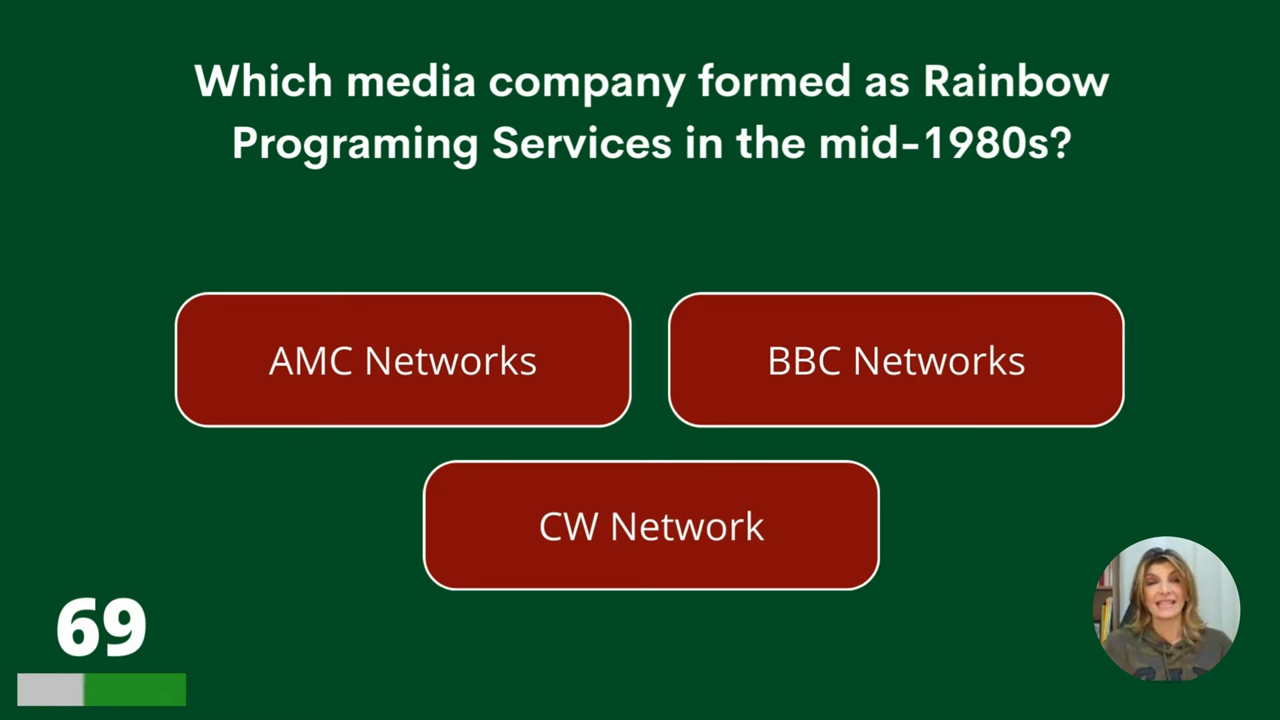 Which media company formed as Rainbow
Programing Services in the mid-1980s?
AMC Networks
BBC Networks
CW Network
69